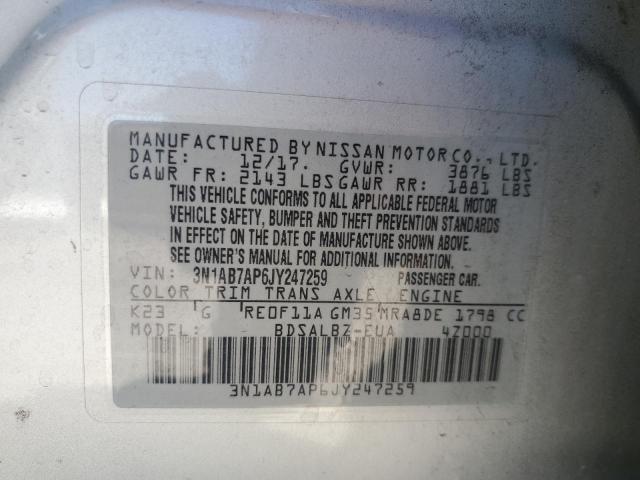 MANUFACTURED BY NISSAN MOTOR CO., LTD.
DATE: 12/17. GVWR: 3876 LBS
GAWR FR: 2143 LBS GAWR RR: 1881 LBS
THIS VEHICLE CONFORMS TO ALL APPLICABLE FEDERAL MOTOR
VEHICLE SAFETY, BUMPER AND THEFT PREVENTION STANDARDS
IN EFFECT ON THE DATE OF MANUFACTURE SHOWN ABOVE.
SEE OWNER'S MANUAL FOR ADDITIONAL INFORMATION.
VIN: 3N1AB7AP6JY247259 PASSENGER CAR.
COLOR TRIM TRANS AXLE ENGINE
K23 G RE0F11A GM35 MRA8DE 1798 CC
MODEL: BDSALBZ-EUA 4Z000
3N1AB7AP6JY247259